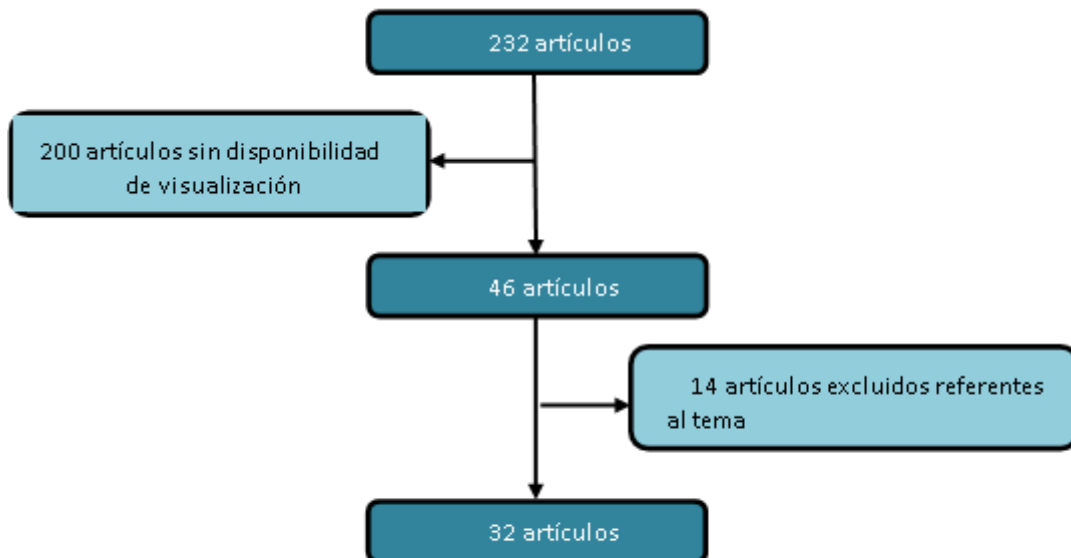 232 artículos
200 artículos sin disponibilidad
de visualización
46 artículos
14 artículos excluidos referentes
al tema
32 artículos